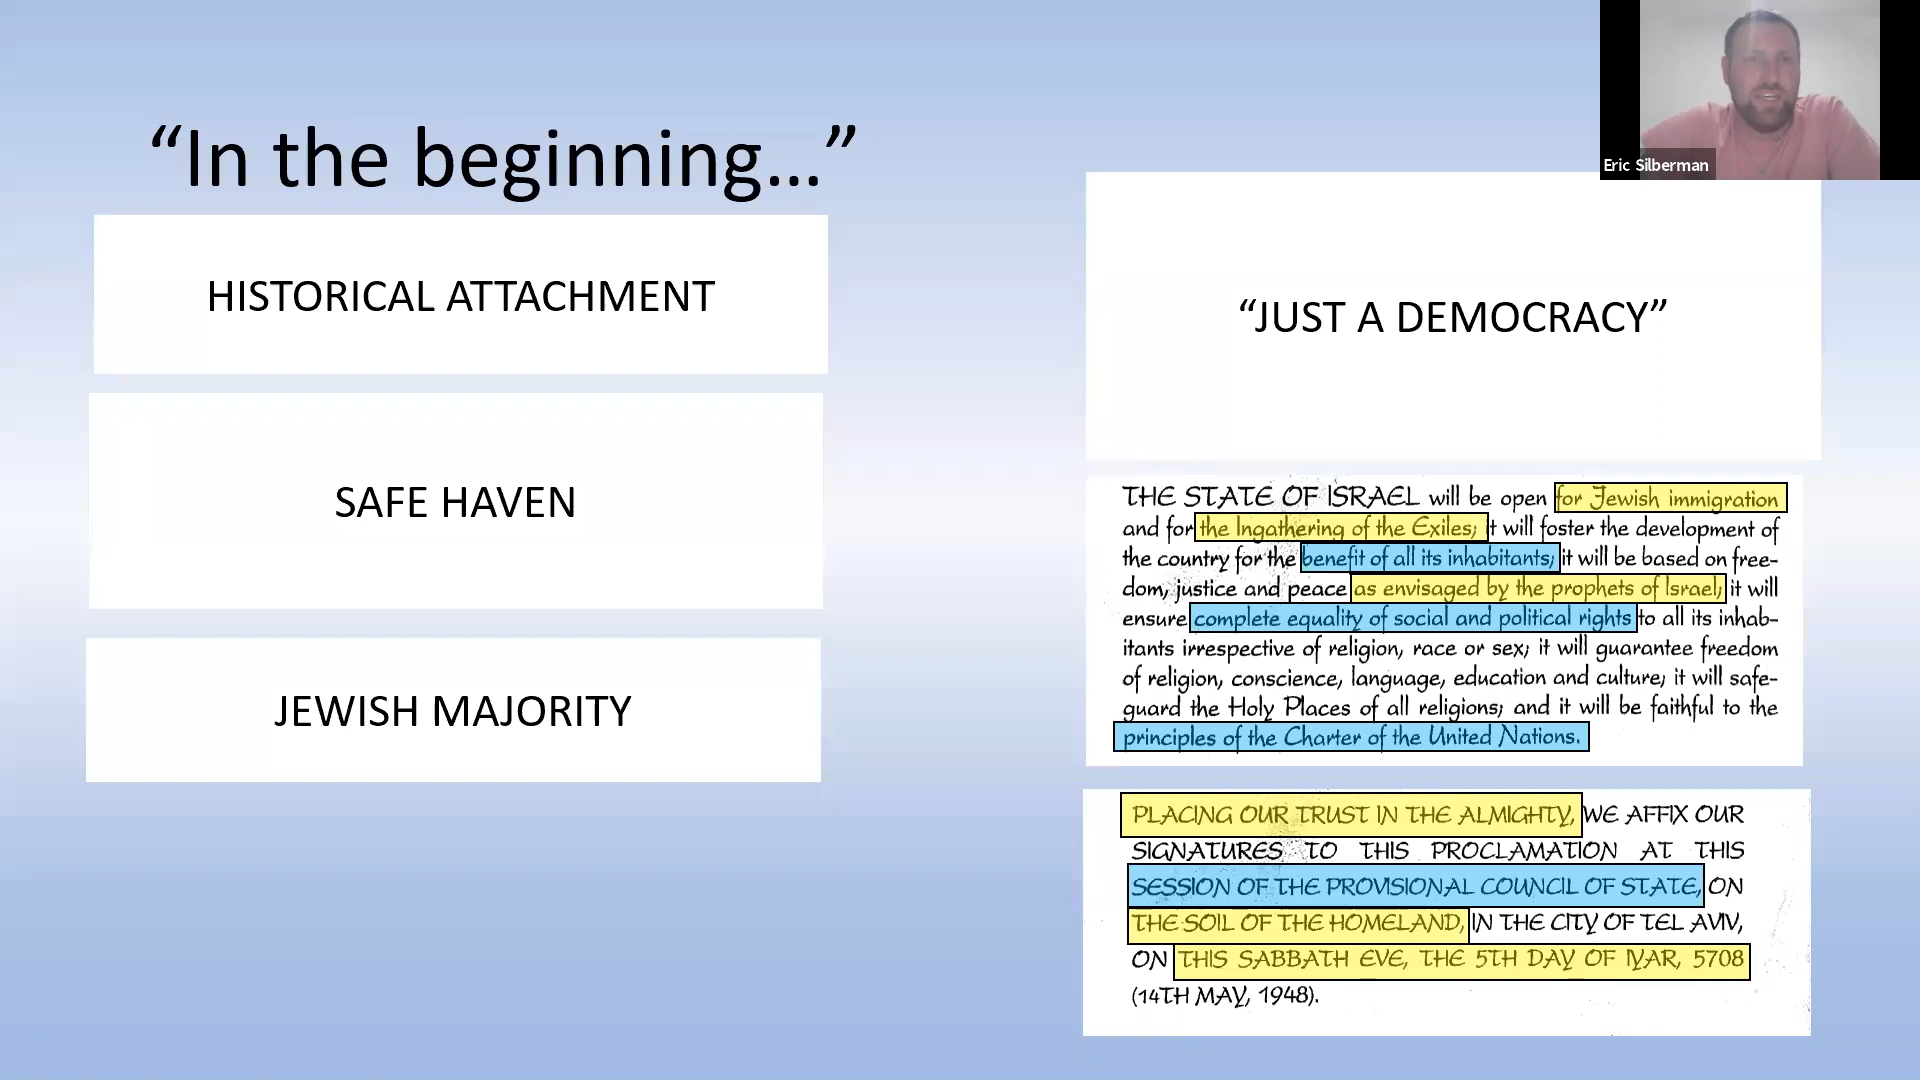 “In the beginning...”
HISTORICAL ATTACHMENT
SAFE HAVEN
JEWISH MAJORITY
Eric Silberman
“JUST A DEMOCRACY”
THE STATE OF ISRAEL will be open for Jewish immigration
and for the Ingathering of the Exiles; it will foster the development of
the country for the benefit of all its inhabitants; it will be based on free-
dom, justice and peace as envisaged by the prophets of Israel; it will
ensure complete equality of social and political rights to all its inhab-
itants irrespective of religion, race or sex; it will guarantee freedom
of religion, conscience, language, education and culture; it will safe-
guard the Holy Places of all religions; and it will be faithful to the
principles of the Charter of the United Nations.
PLACING OUR TRUST IN THE ALMIGHTY, WE AFFIX OUR
SIGNATURES TO THIS PROCLAMATION AT THIS
SESSION OF THE PROVISIONAL COUNCIL OF STATE, ON
THE SOIL OF THE HOMELAND, IN THE CITY OF TEL AVIV,
ON THIS SABBATH EVE, THE 5TH DAY OF IYAR, 5708
(14TH MAY, 1948).